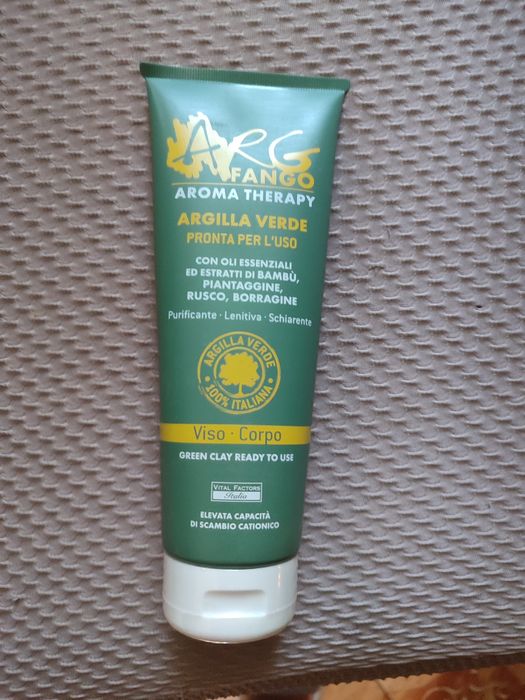 ARG
FANGO
AROMA THERAPY
ARGILLA VERDE
PRONTA PER L'USO
CON OLI ESSENZIALI
ED ESTRATTI DI BAMBÙ,
PIANTAGGINE,
RUSCO, BORRAGINE
Purificante · Lenitiva · Schiarente
ARGILLA VERDE
100% ITALIANA
Viso · Corpo
GREEN CLAY READY TO USE
VITAL FACTORS
Italia
ELEVATA CAPACITÀ
DI SCAMBIO CATIONICO